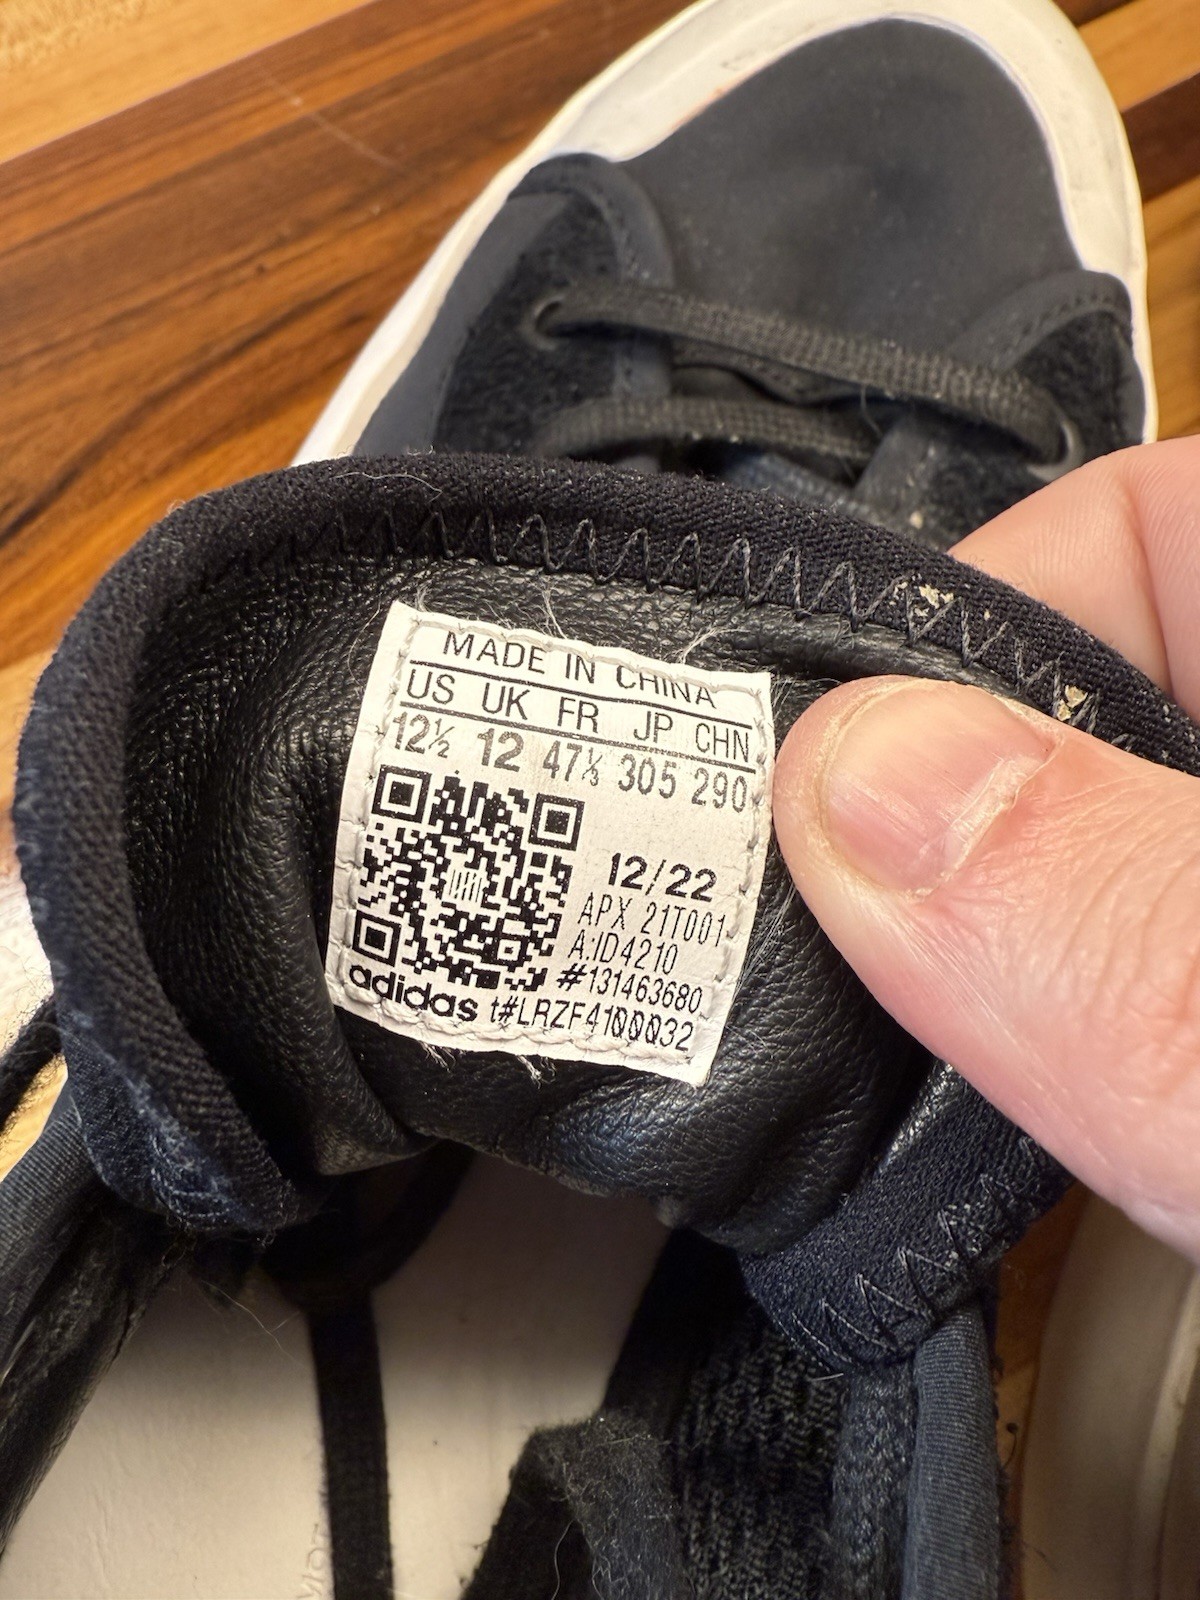 MADE IN CHINA
US UK FR JP CHN
12½ 12 47⅓ 305 290
12/22
APX 21T001
A:ID4210
#131463680
adidas t#LRZF4100032